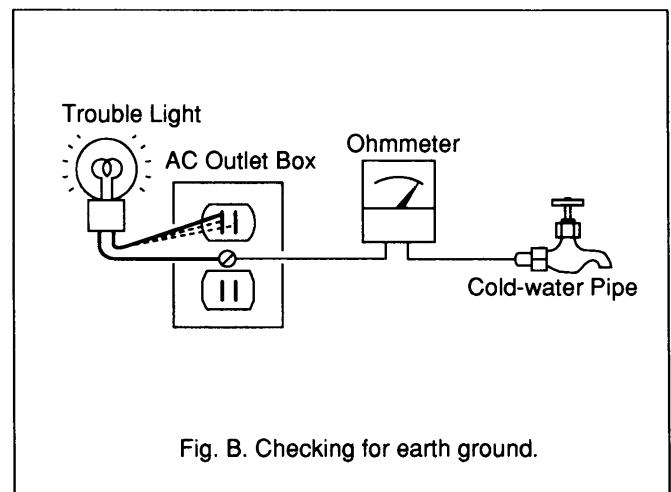 Trouble Light
AC Outlet Box
Ohmmeter
Cold-water Pipe
Fig. B. Checking for earth ground.